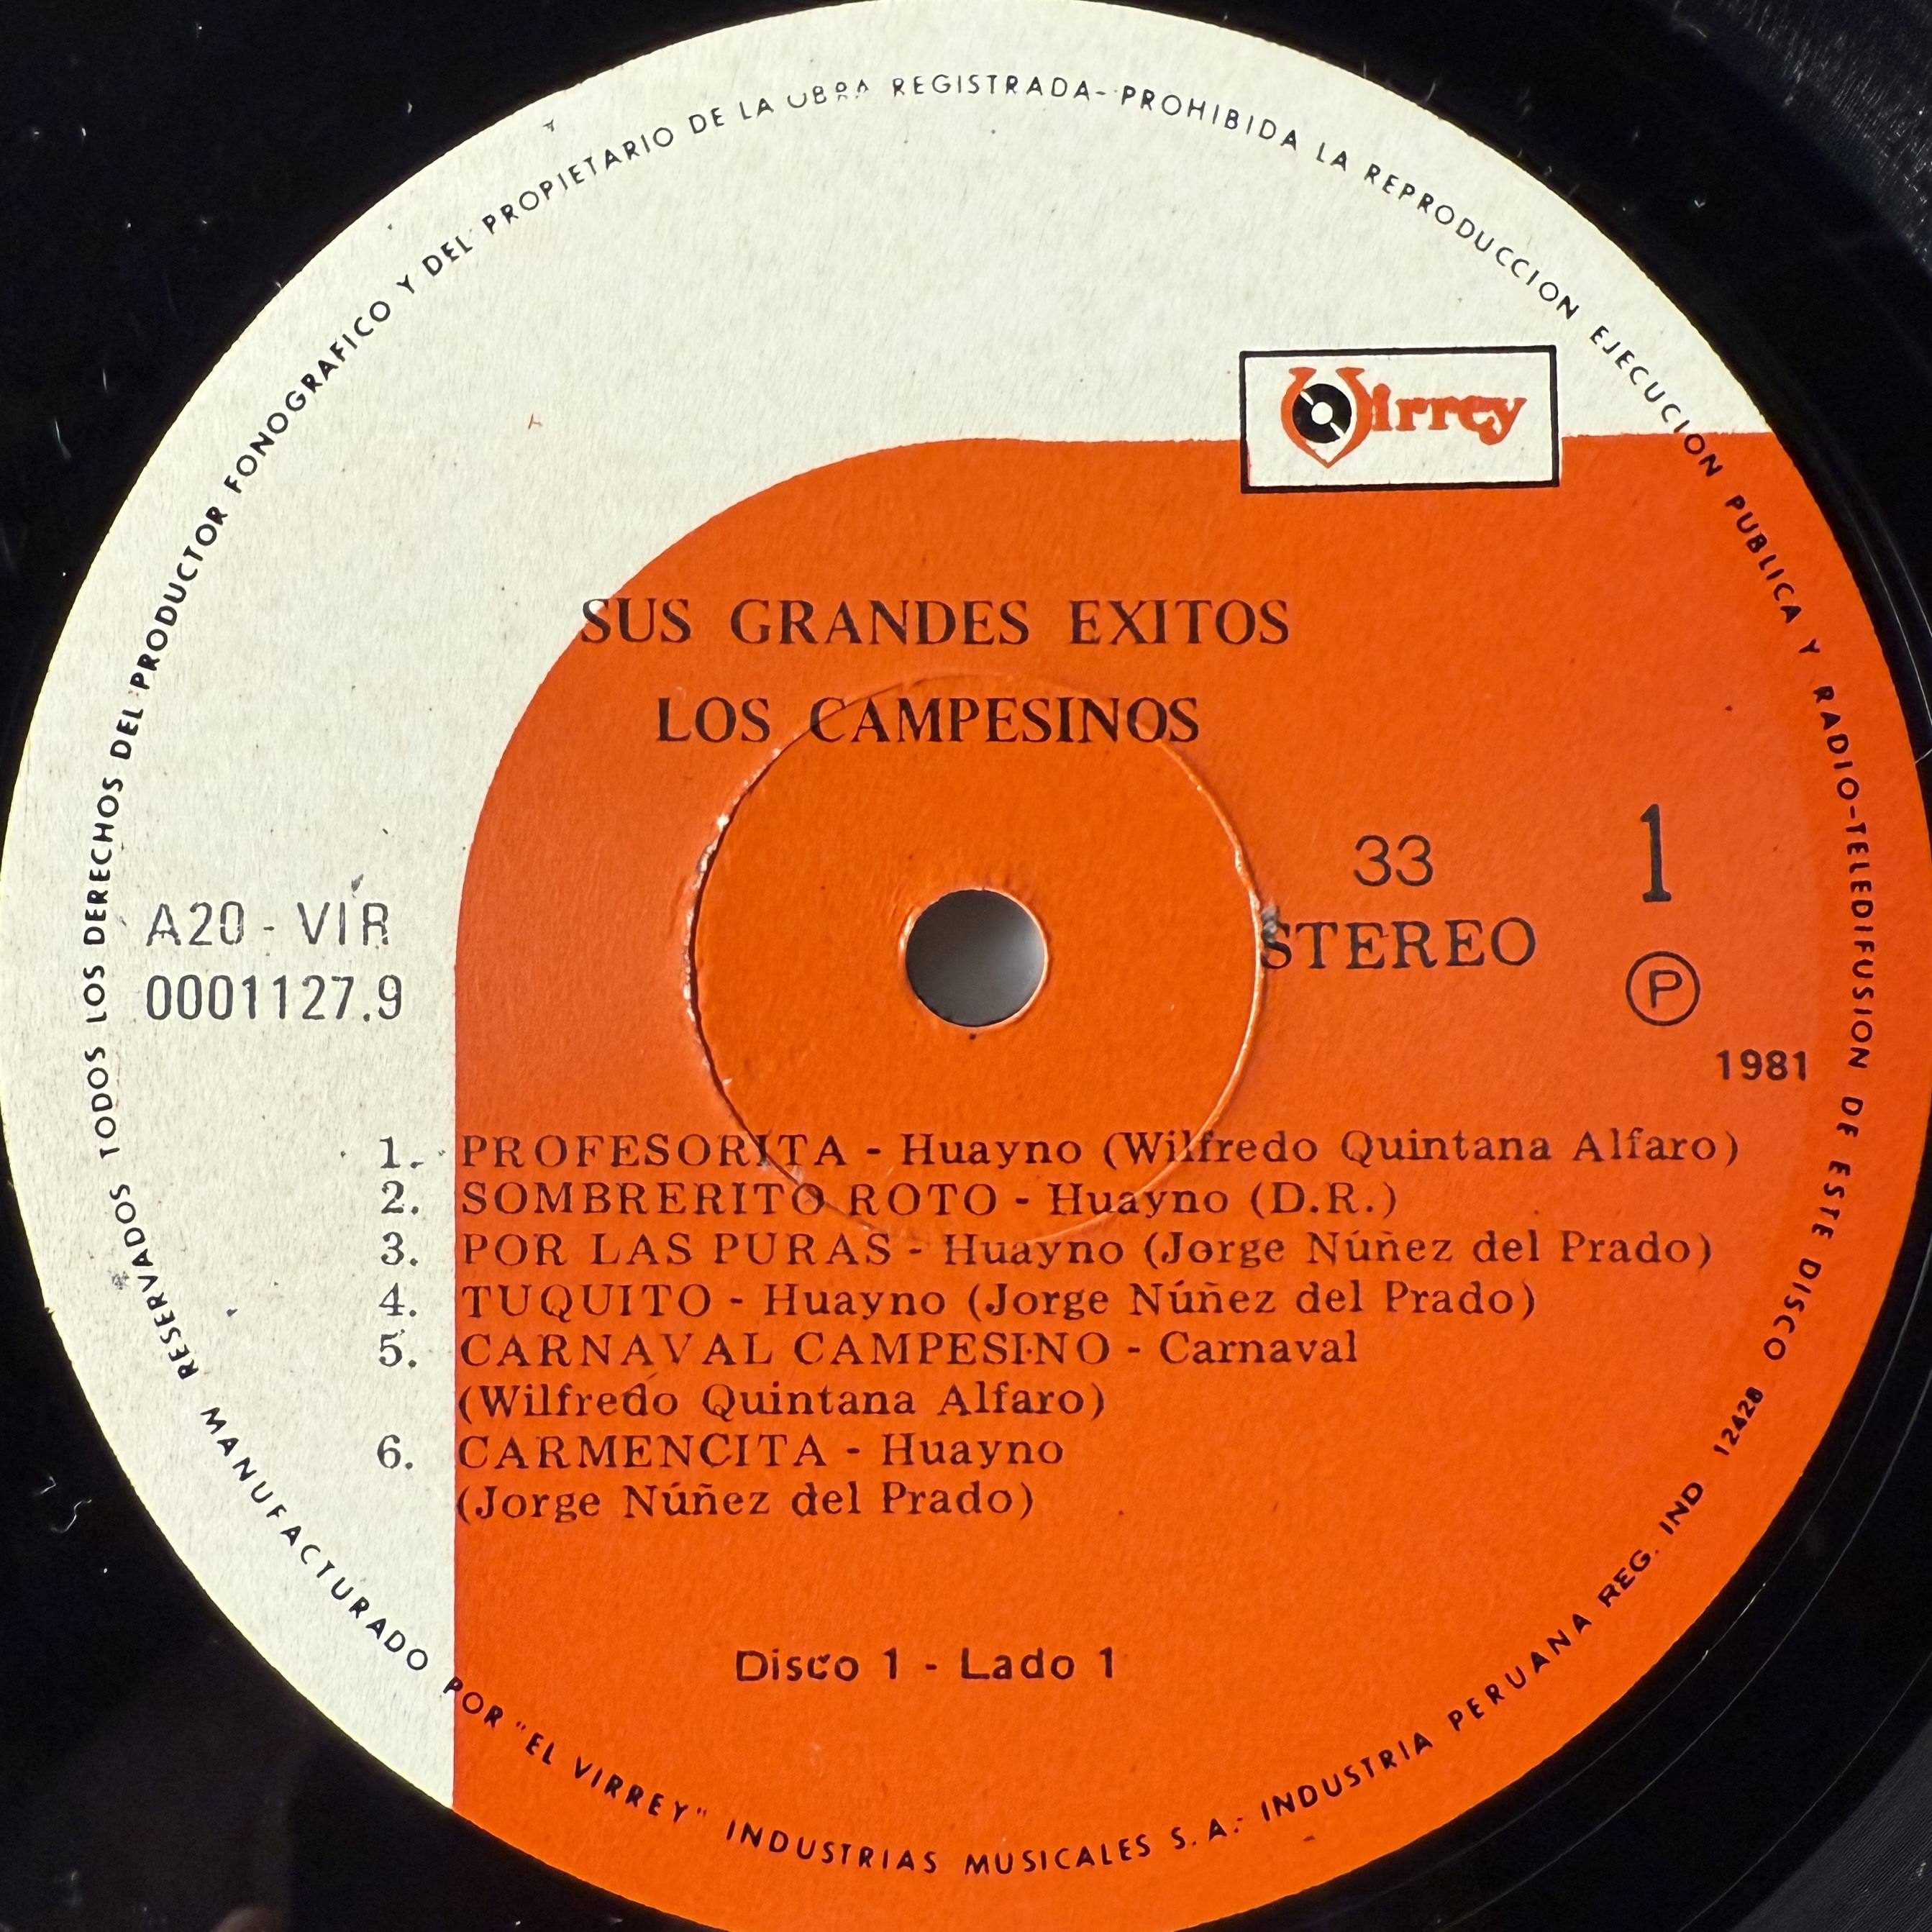 RESERVADOS TODOS LOS DERECHOS DEL PRODUCTOR FONOGRAFICO Y DEL PROPIETARIO DE LA OBRA REGISTRADA-PROHIBIDA LA REPRODUCCION EJECUCION PUBLICA Y RADIO-TELEDIFUSION DE ESTE DISCO
Virrey
SUS GRANDES EXITOS
LOS CAMPESINOS
33
STEREO
1
Ⓟ
1981
A20 - VIR
0001127.9
1. PROFESORITA - Huayno (Wilfredo Quintana Alfaro)
2. SOMBRERITO ROTO - Huayno (D.R.)
3. POR LAS PURAS - Huayno (Jorge Núñez del Prado)
4. TUQUITO - Huayno (Jorge Núñez del Prado)
5. CARNAVAL CAMPESINO - Carnaval
(Wilfredo Quintana Alfaro)
6. CARMENCITA - Huayno
(Jorge Núñez del Prado)
Disco 1 - Lado 1
MANUFACTURADO POR "EL VIRREY" INDUSTRIAS MUSICALES S.A.- INDUSTRIA PERUANA REG. IND 12428